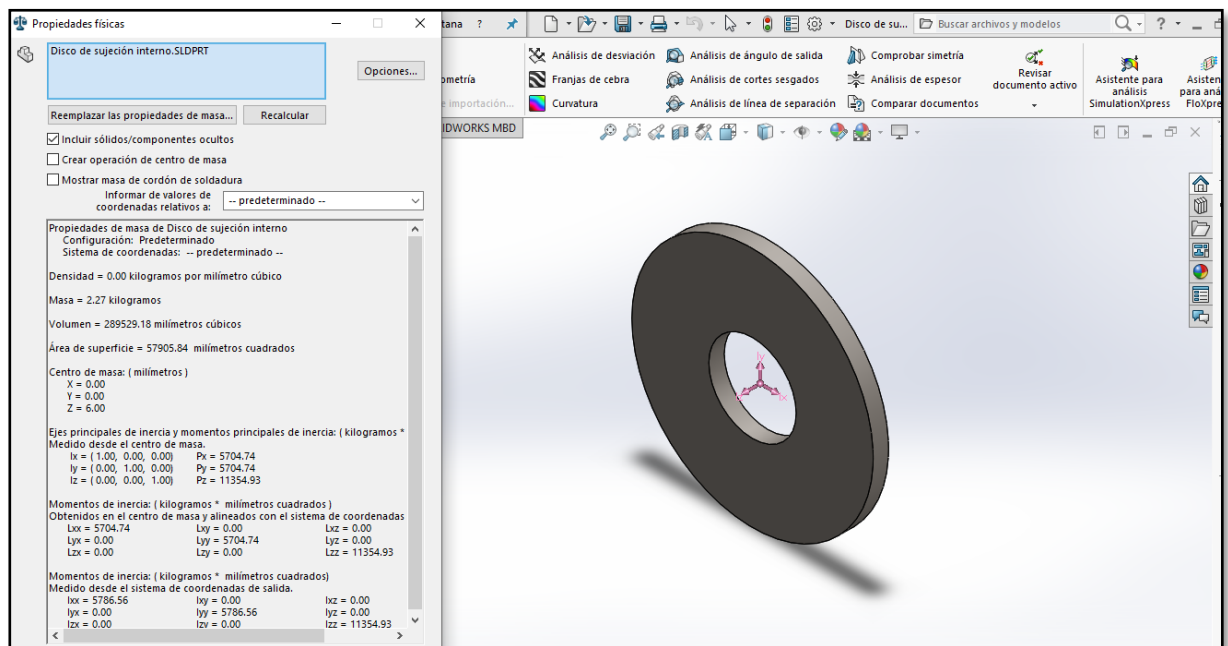 Propiedades físicas
Disco de sujeción interno.SLDPRT
Opciones...
Reemplazar las propiedades de masa...
Recalcular
Incluir sólidos/componentes ocultos
Crear operación de centro de masa
Mostrar masa de cordón de soldadura
Informar de valores de
coordenadas relativos a:
-- predeterminado --
Propiedades de masa de Disco de sujeción interno
Configuración: Predeterminado
Sistema de coordenadas: -- predeterminado --
Densidad = 0.00 kilogramos por milímetro cúbico
Masa = 2.27 kilogramos
Volumen = 289529.18 milímetros cúbicos
Área de superficie = 57905.84 milímetros cuadrados
Centro de masa: ( milímetros )
X = 0.00
Y = 0.00
Z = 6.00
Ejes principales de inercia y momentos principales de inercia: ( kilogramos *
Medido desde el centro de masa.
Ix = ( 1.00, 0.00, 0.00) Px = 5704.74
Iy = ( 0.00, 1.00, 0.00) Py = 5704.74
Iz = ( 0.00, 0.00, 1.00) Pz = 11354.93
Momentos de inercia: ( kilogramos * milímetros cuadrados )
Obtenidos en el centro de masa y alineados con el sistema de coordenadas
Lxx = 5704.74 Lxy = 0.00 Lxz = 0.00
Lyx = 0.00 Lyy = 5704.74 Lyz = 0.00
Lzx = 0.00 Lzy = 0.00 Lzz = 11354.93
Momentos de inercia: ( kilogramos * milímetros cuadrados)
Medido desde el sistema de coordenadas de salida.
Ixx = 5786.56 Ixy = 0.00 Ixz = 0.00
Iyx = 0.00 Iyy = 5786.56 Iyz = 0.00
Izx = 0.00 Izy = 0.00 Izz = 11354.93
tana ?
Disco de su...
Buscar archivos y modelos
?
ometría
e importación...
Análisis de desviación
Franjas de cebra
Curvatura
Análisis de ángulo de salida
Análisis de cortes sesgados
Análisis de línea de separación
Comprobar simetría
Análisis de espesor
Comparar documentos
Revisar
documento activo
Asistente para
análisis
SimulationXpress
Asisten
para aná
FloXpre
IDWORKS MBD
Iy
Ix